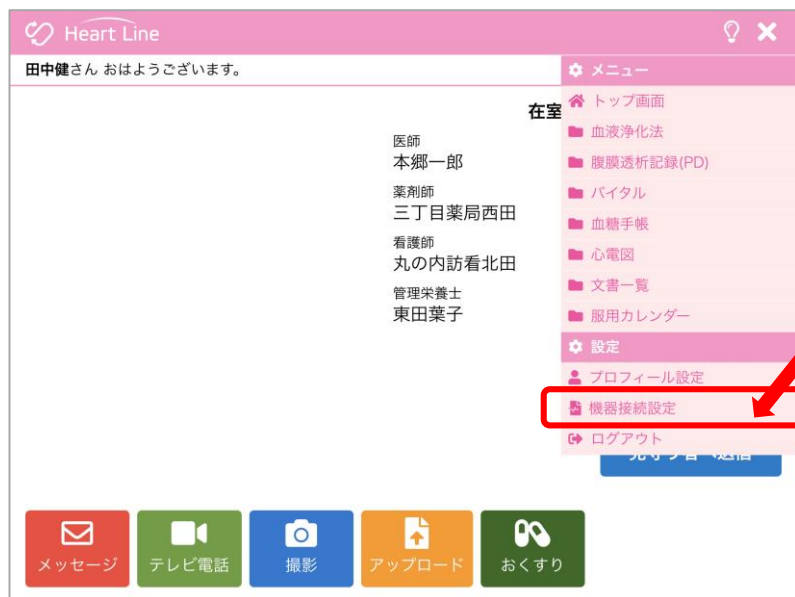 Heart Line
田中健さん おはようございます。
メニュー
トップ画面
血液浄化法
腹膜透析記録(PD)
バイタル
血糖手帳
心電図
文書一覧
服用カレンダー
設定
プロフィール設定
機器接続設定
ログアウト
在室
医師
本郷一郎
薬剤師
三丁目薬局西田
看護師
丸の内訪看北田
管理栄養士
東田葉子
メッセージ
テレビ電話
撮影
アップロード
おくすり